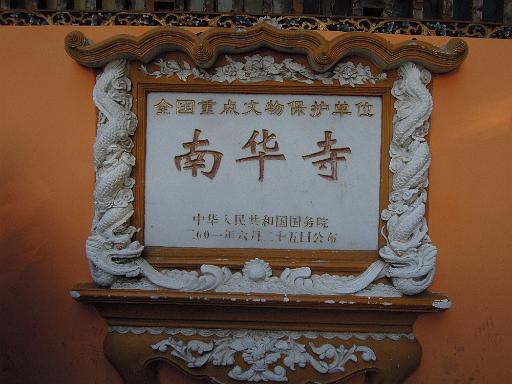 全国重点文物保护单位
南华寺
中华人民共和国国务院
二〇〇一年六月二十五日公布